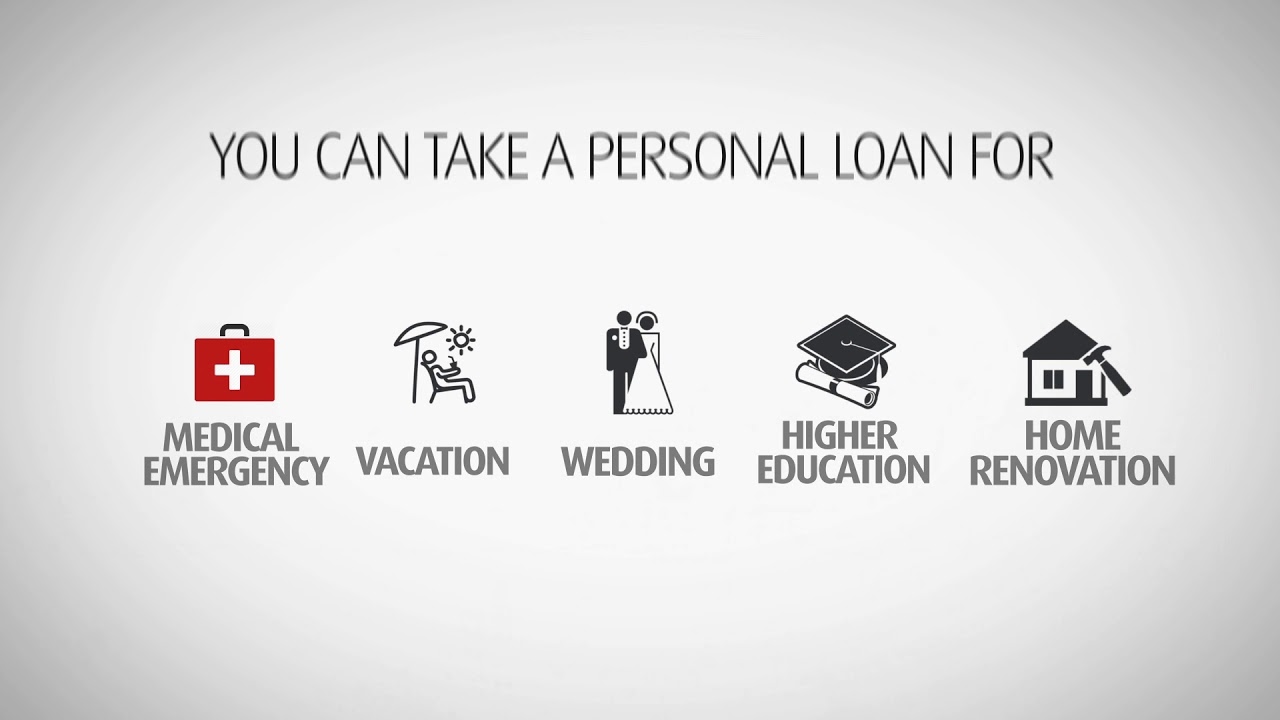 YOU CAN TAKE A PERSONAL LOAN FOR
MEDICAL
EMERGENCY
VACATION
WEDDING
HIGHER
EDUCATION
HOME
RENOVATION